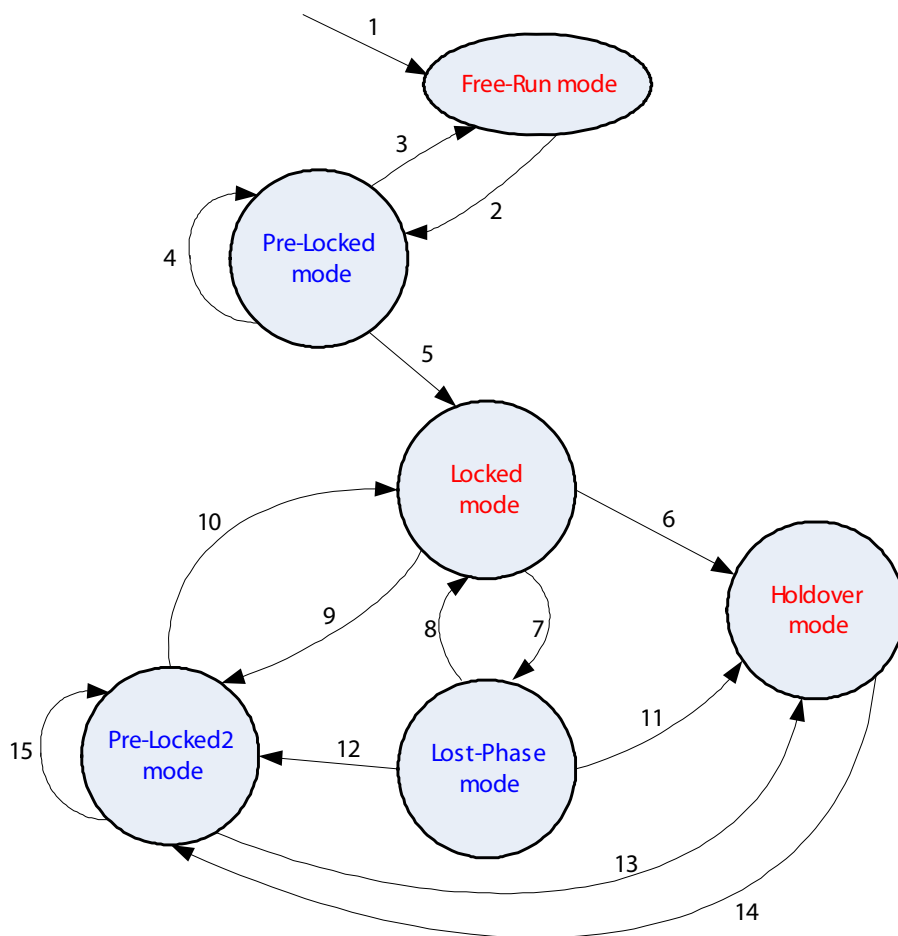 1
Free-Run mode
3
2
Pre-Locked
mode
4
5
Locked
mode
10
6
9
8
7
Holdover
mode
11
Pre-Locked2
mode
15
12
Lost-Phase
mode
13
14